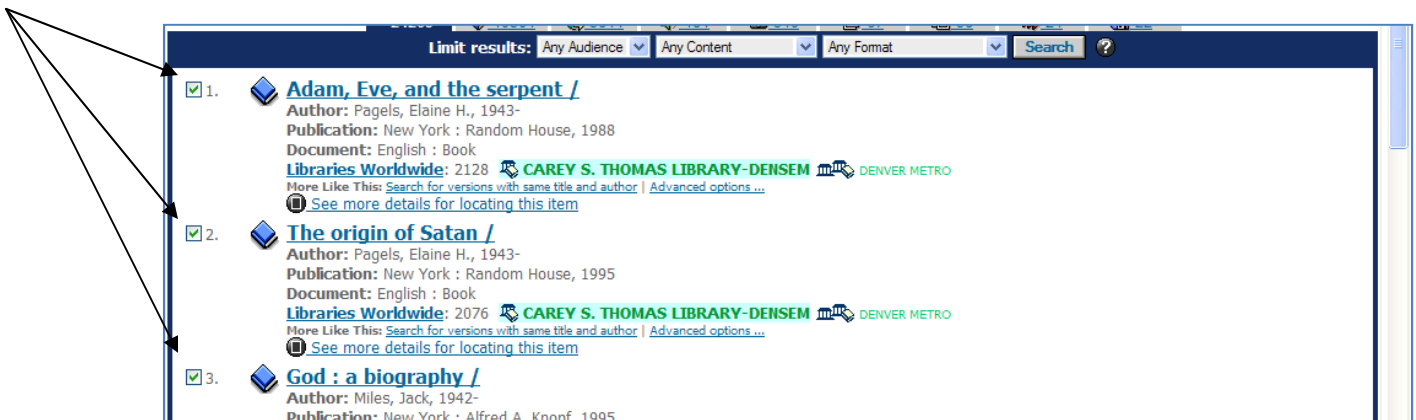 Limit results: Any Audience Any Content Any Format Search ?
1. Adam, Eve, and the serpent /
Author: Pagels, Elaine H., 1943-
Publication: New York : Random House, 1988
Document: English : Book
Libraries Worldwide: 2128 CAREY S. THOMAS LIBRARY-DENSEM DENVER METRO
More Like This: Search for versions with same title and author | Advanced options ...
See more details for locating this item
2. The origin of Satan /
Author: Pagels, Elaine H., 1943-
Publication: New York : Random House, 1995
Document: English : Book
Libraries Worldwide: 2076 CAREY S. THOMAS LIBRARY-DENSEM DENVER METRO
More Like This: Search for versions with same title and author | Advanced options ...
See more details for locating this item
3. God : a biography /
Author: Miles, Jack, 1942-
Publication: New York : Alfred A. Knopf, 1995